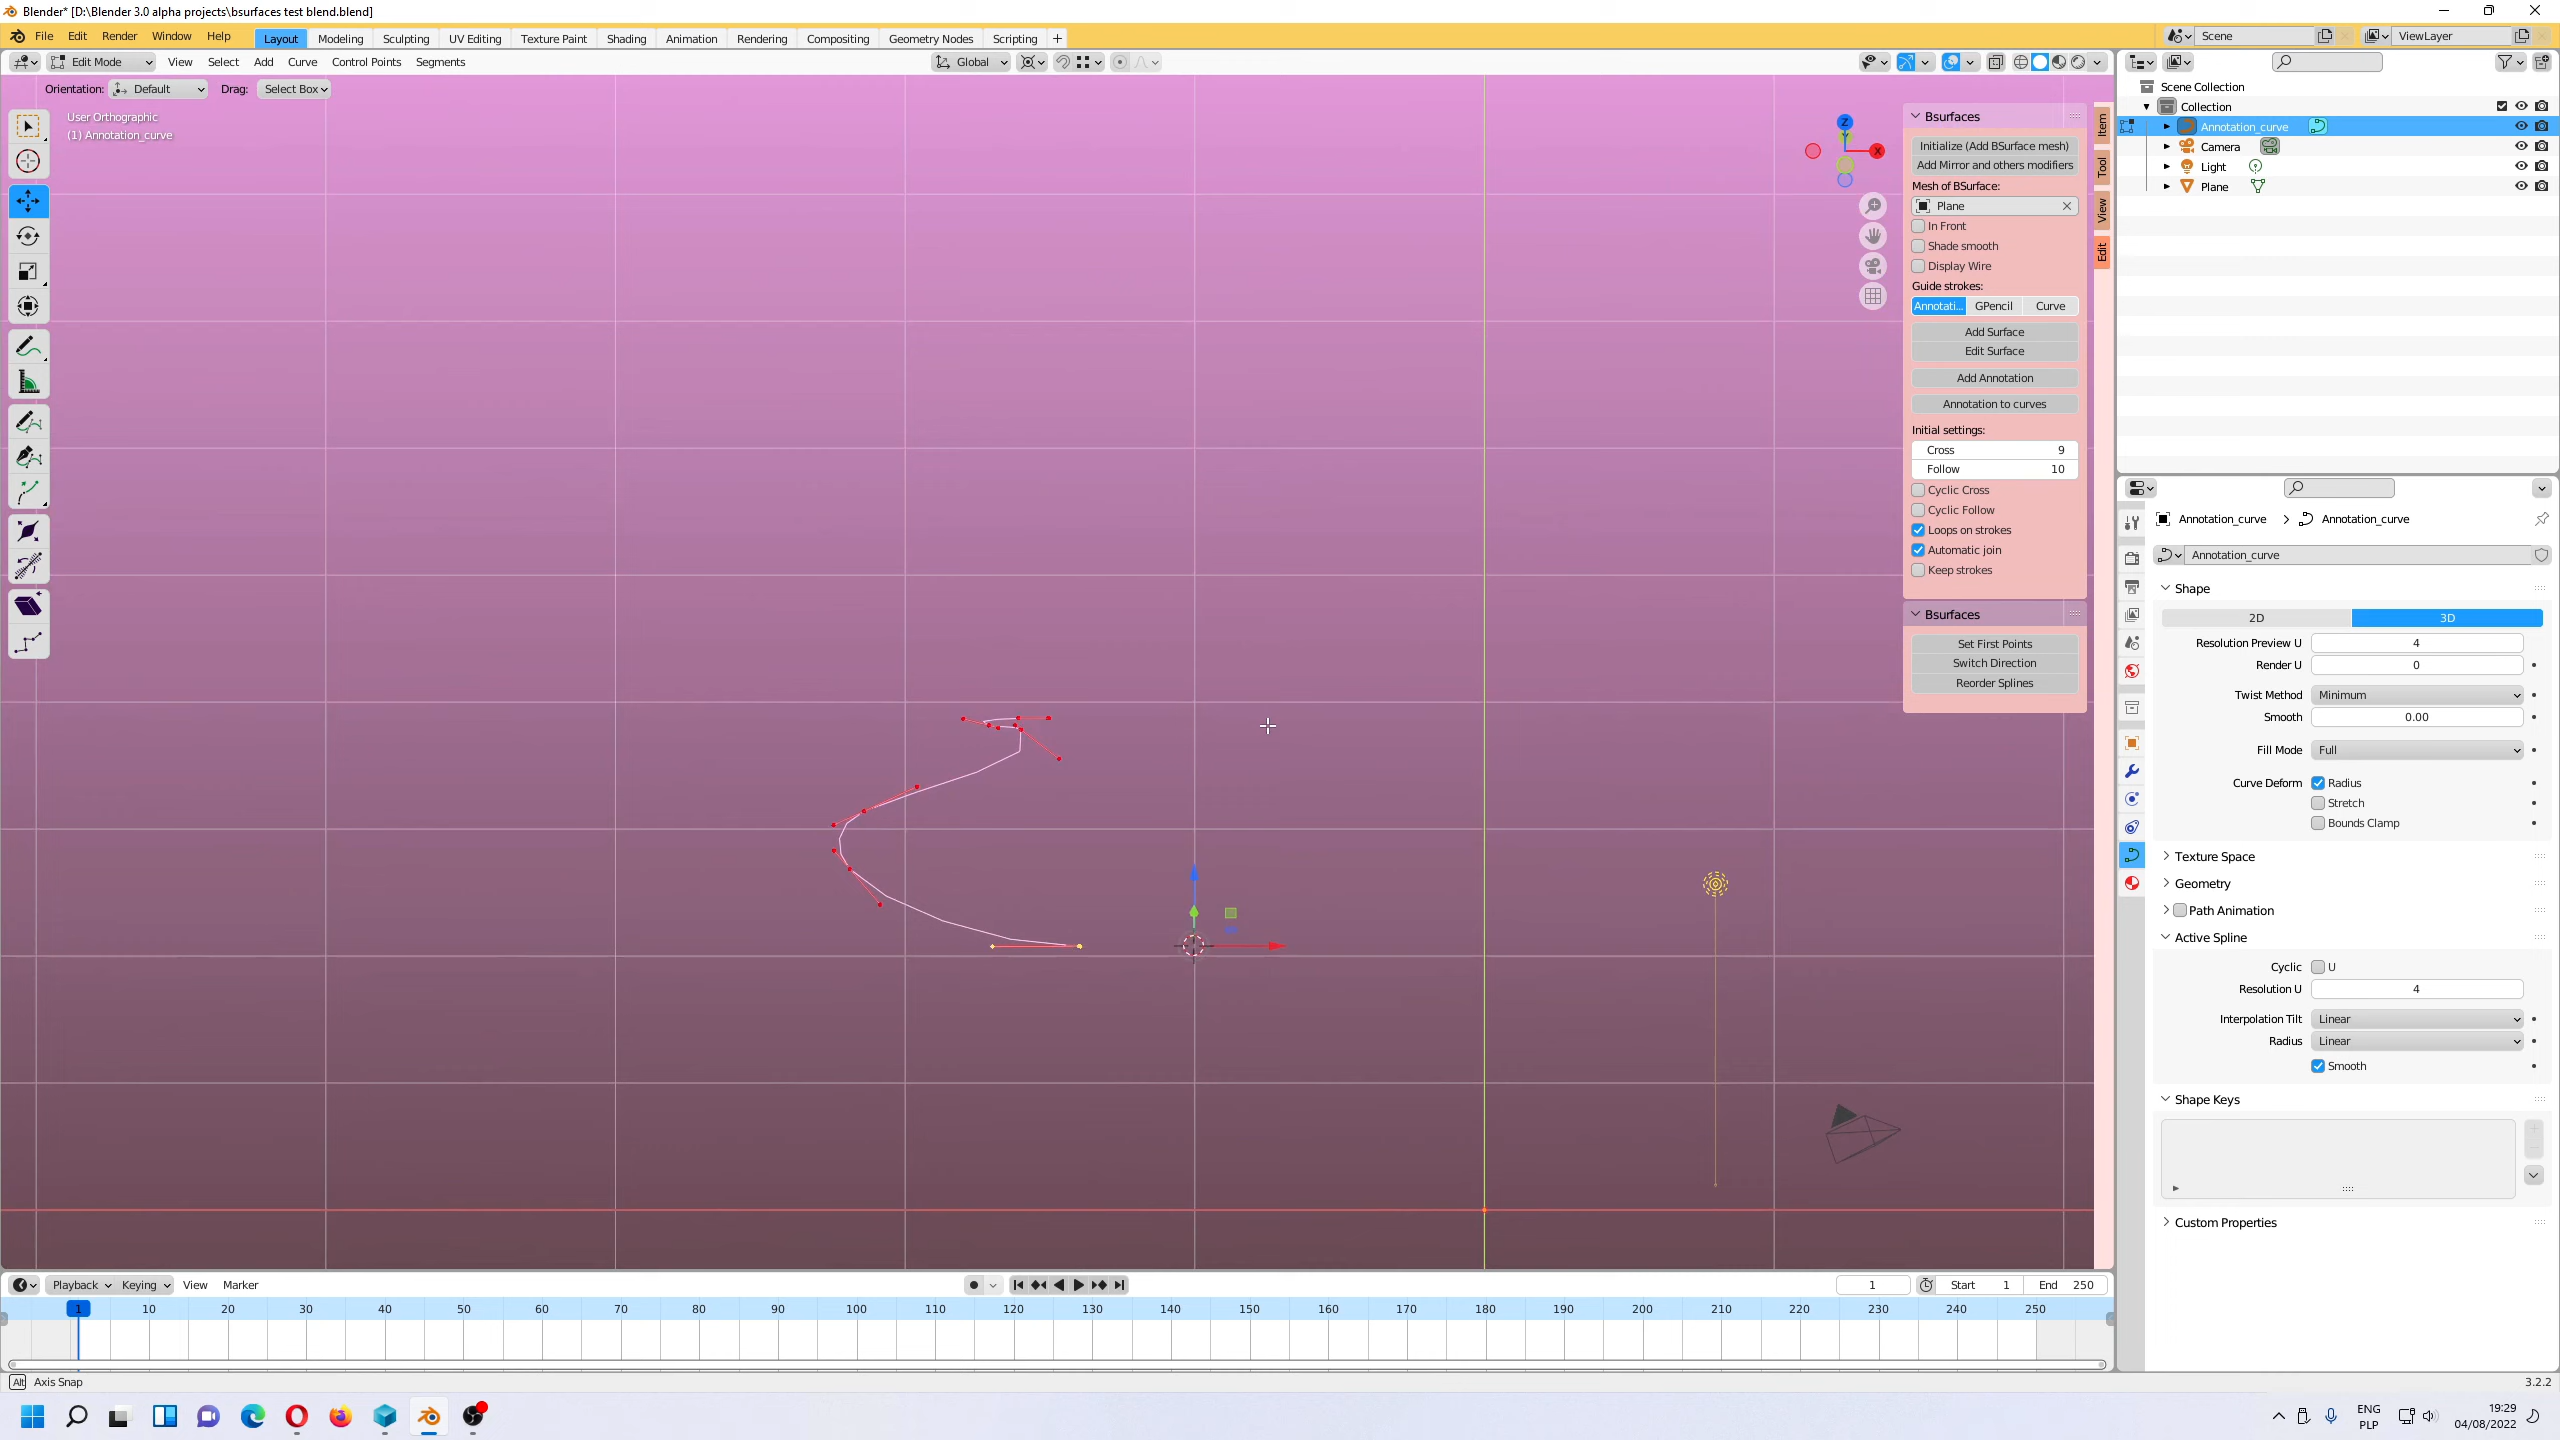 Blender* [D:\Blender 3.0 alpha projects\bsurfaces test blend.blend]
File Edit Render Window Help Layout Modeling Sculpting UV Editing Texture Paint Shading Animation Rendering Compositing Geometry Nodes Scripting + Scene ViewLayer
Edit Mode View Select Add Curve Control Points Segments Global
Orientation: Default Drag: Select Box
User Orthographic
(1) Annotation_curve
Z
Y
X
Bsurfaces
Initialize (Add BSurface mesh)
Add Mirror and others modifiers
Mesh of BSurface:
Plane
In Front
Shade smooth
Display Wire
Guide strokes:
Annotati... GPencil Curve
Add Surface
Edit Surface
Add Annotation
Annotation to curves
Initial settings:
Cross 9
Follow 10
Cyclic Cross
Cyclic Follow
Loops on strokes
Automatic join
Keep strokes
Bsurfaces
Set First Points
Switch Direction
Reorder Splines
Item
Tool
View
Edit
Scene Collection
Collection
Annotation_curve
Camera
Light
Plane
Annotation_curve > Annotation_curve
Annotation_curve
Shape
2D 3D
Resolution Preview U 4
Render U 0
Twist Method Minimum
Smooth 0.00
Fill Mode Full
Curve Deform Radius
Stretch
Bounds Clamp
Texture Space
Geometry
Path Animation
Active Spline
Cyclic U
Resolution U 4
Interpolation Tilt Linear
Radius Linear
Smooth
Shape Keys
Custom Properties
Playback Keying View Marker 1 Start 1 End 250
1 10 20 30 40 50 60 70 80 90 100 110 120 130 140 150 160 170 180 190 200 210 220 230 240 250
Alt Axis Snap 3.2.2
ENG
PLP
19:29
04/08/2022